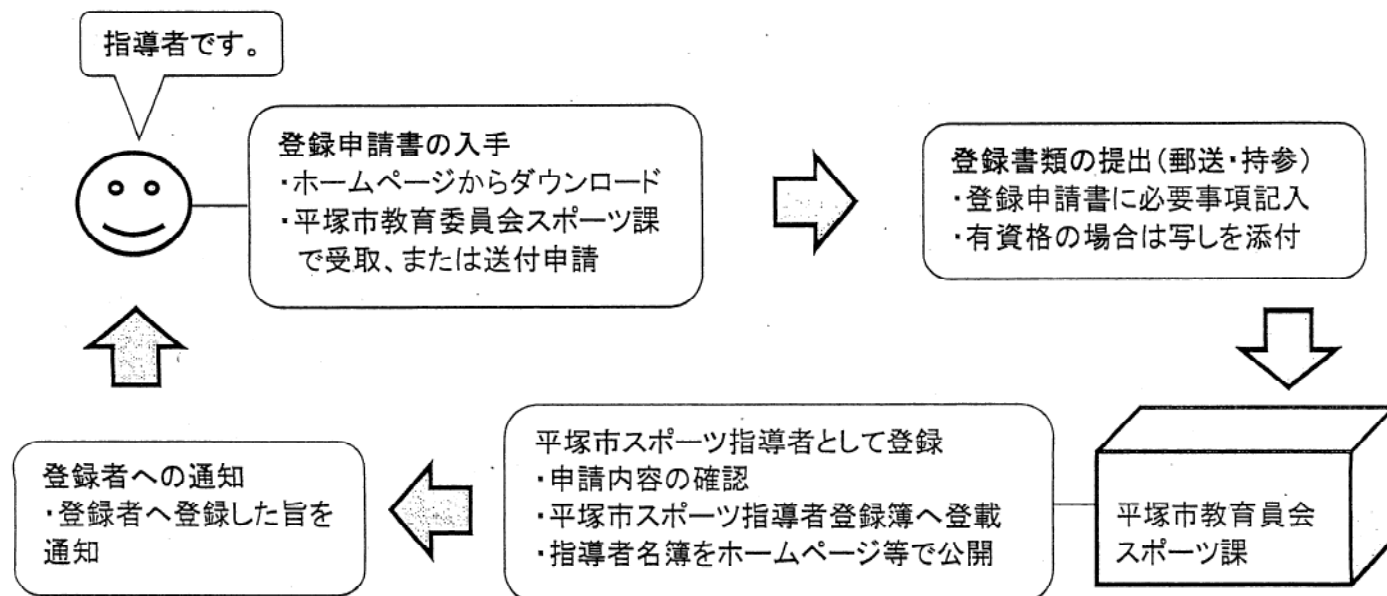 指導者です。
登録申請書の入手
・ホームページからダウンロード
・平塚市教育委員会スポーツ課
で受取、または送付申請
登録書類の提出(郵送・持参)
・登録申請書に必要事項記入
・有資格の場合は写しを添付
平塚市教育員会
スポーツ課
平塚市スポーツ指導者として登録
・申請内容の確認
・平塚市スポーツ指導者登録簿へ登載
・指導者名簿をホームページ等で公開
登録者への通知
・登録者へ登録した旨を
通知